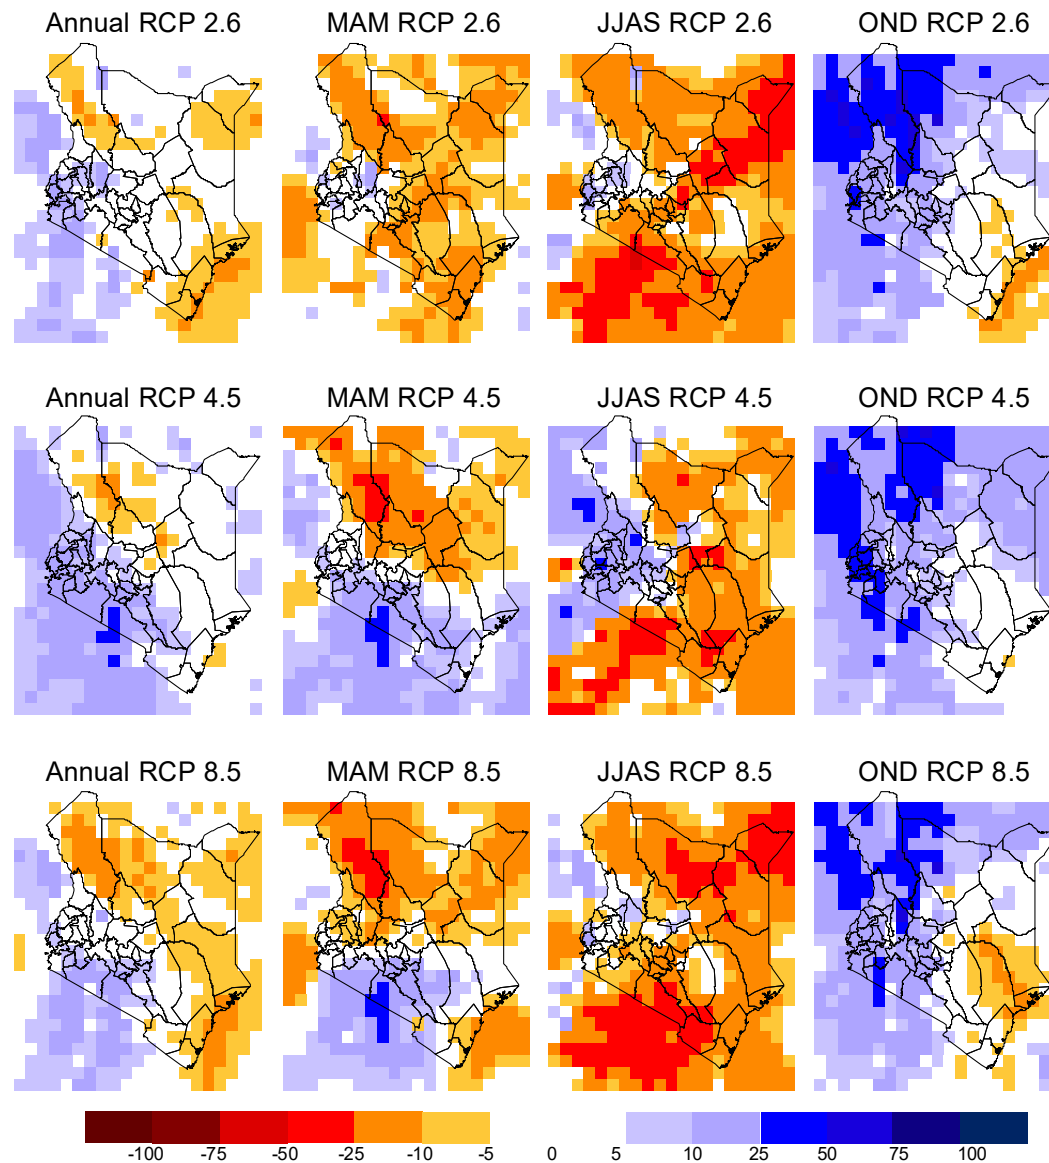 Annual RCP 2.6 MAM RCP 2.6 JJAS RCP 2.6 OND RCP 2.6
Annual RCP 4.5 MAM RCP 4.5 JJAS RCP 4.5 OND RCP 4.5
Annual RCP 8.5 MAM RCP 8.5 JJAS RCP 8.5 OND RCP 8.5
-100 -75 -50 -25 -10 -5 0 5 10 25 50 75 100